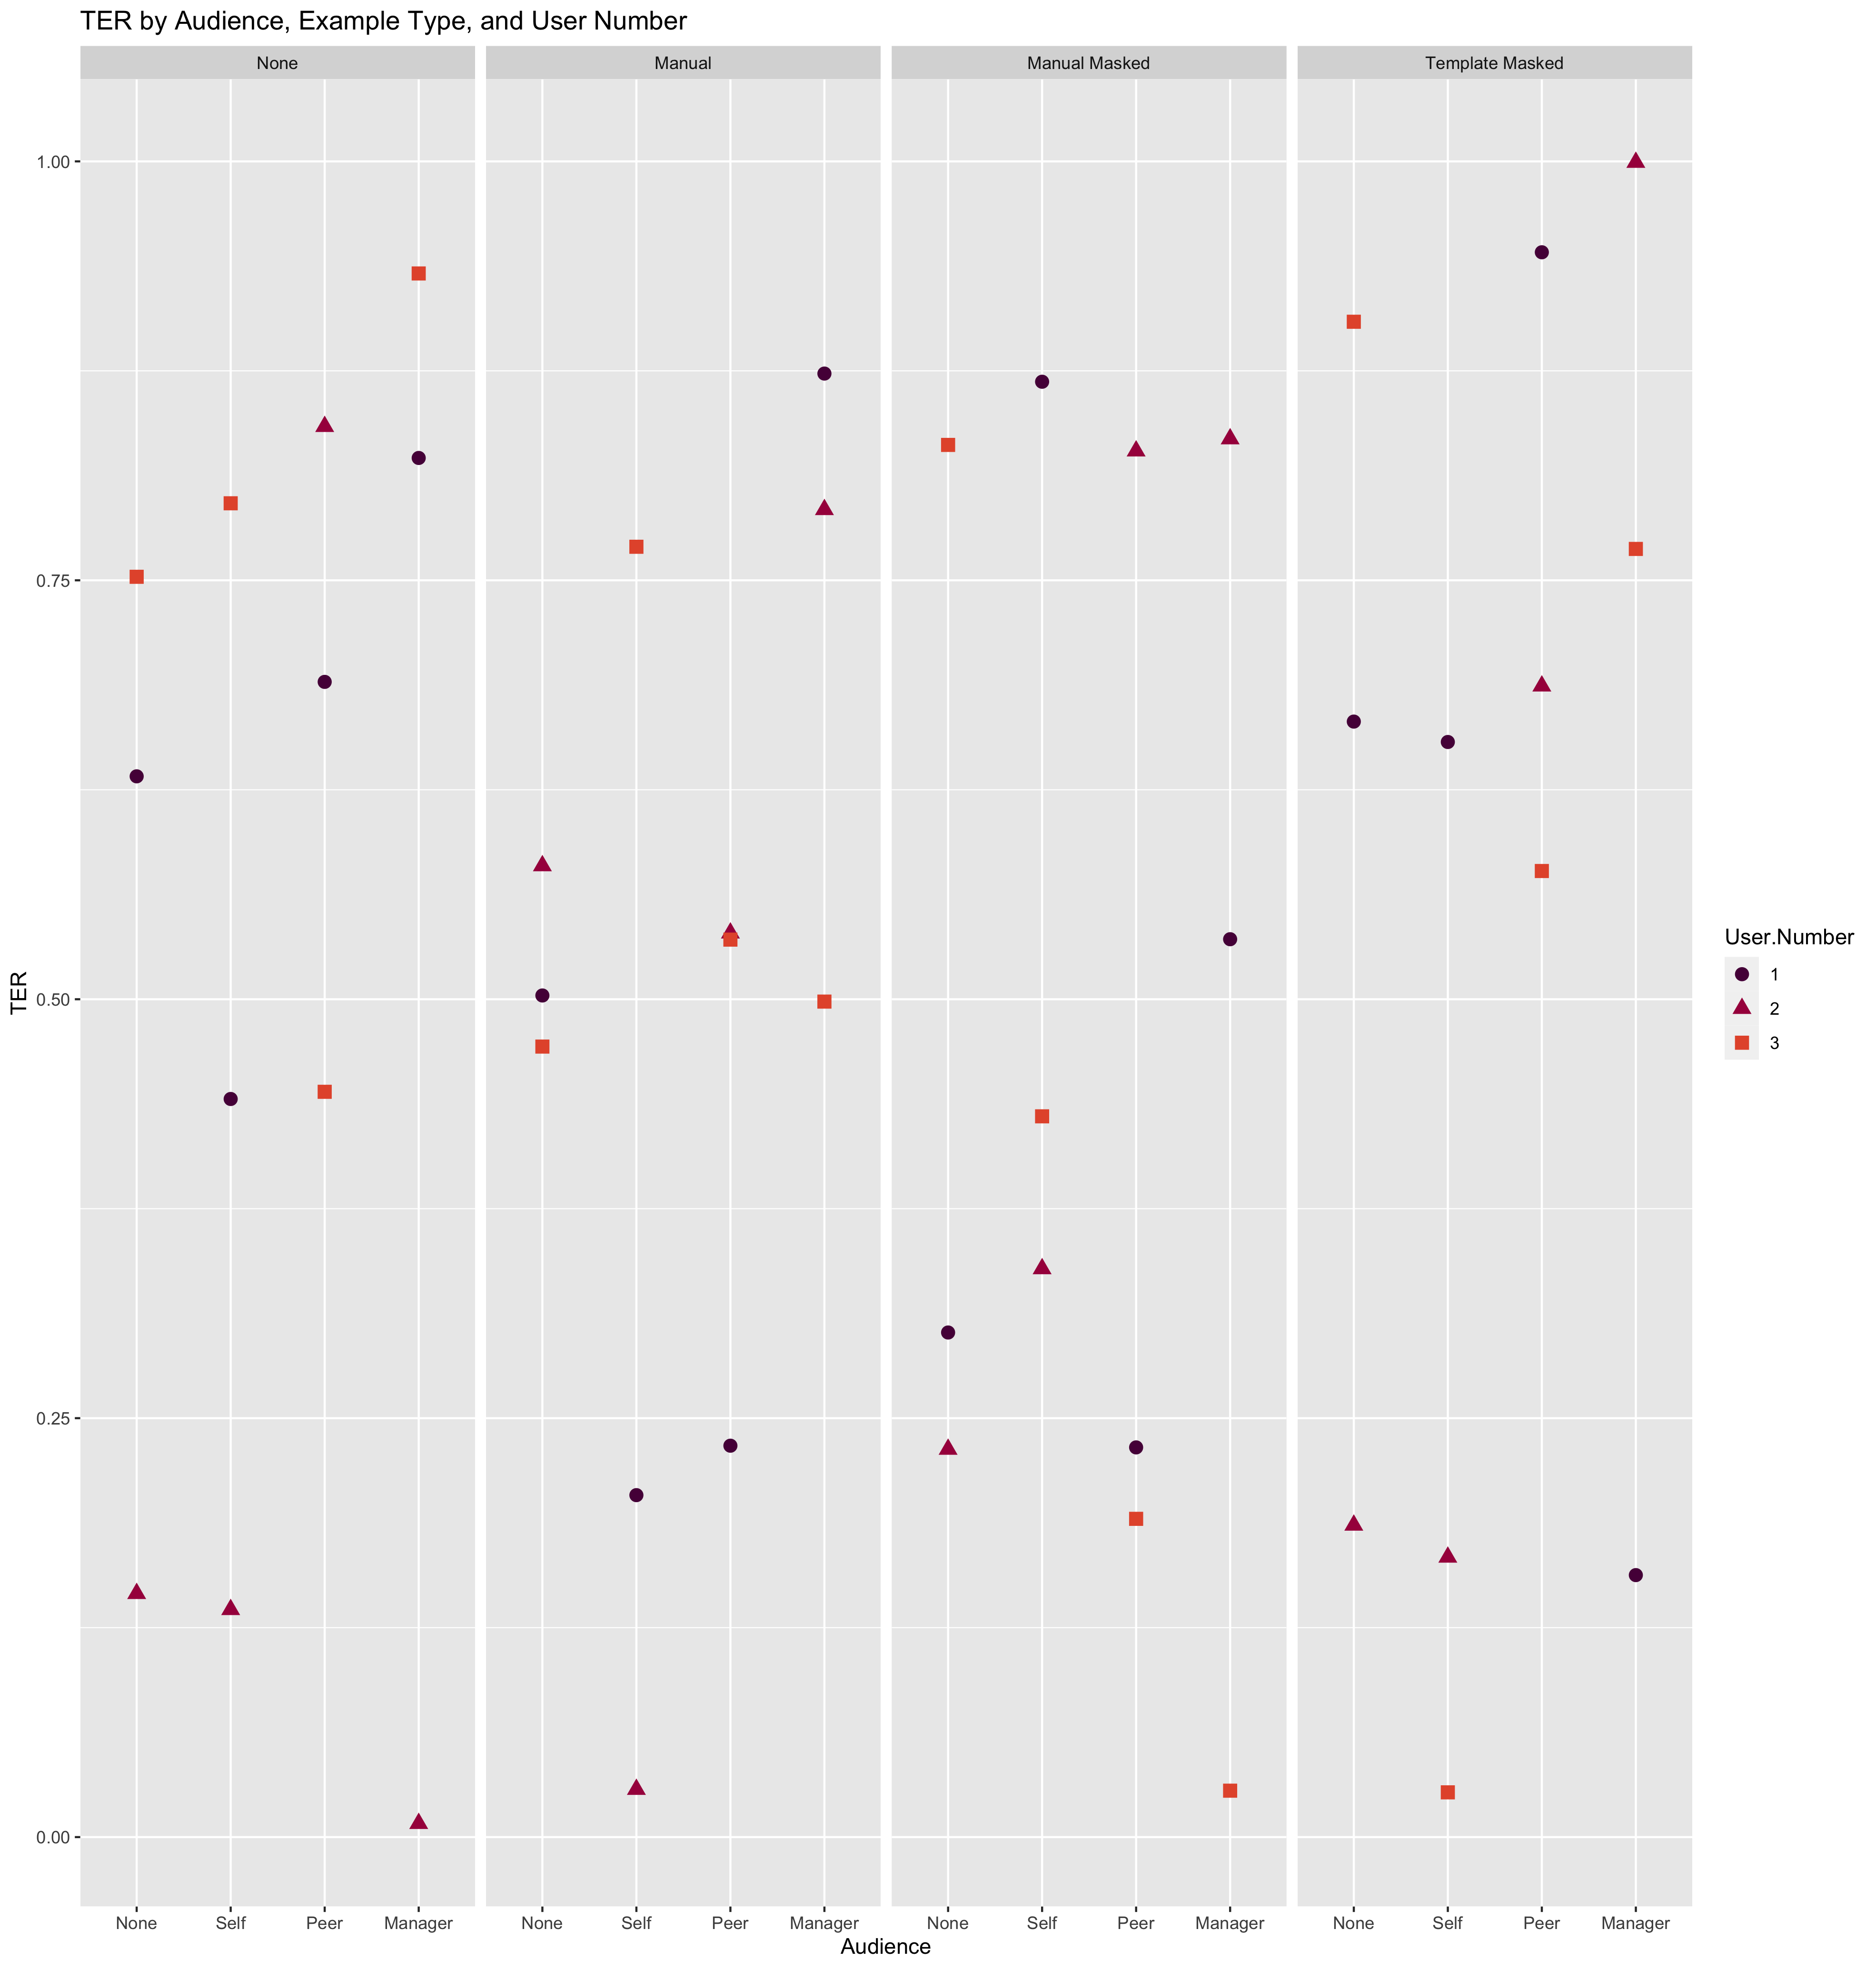 TER by Audience, Example Type, and User Number
None Manual Manual Masked Template Masked
1.00
0.75
0.50
0.25
0.00
TER
None Self Peer Manager None Self Peer Manager None Self Peer Manager None Self Peer Manager
Audience
User.Number
1
2
3